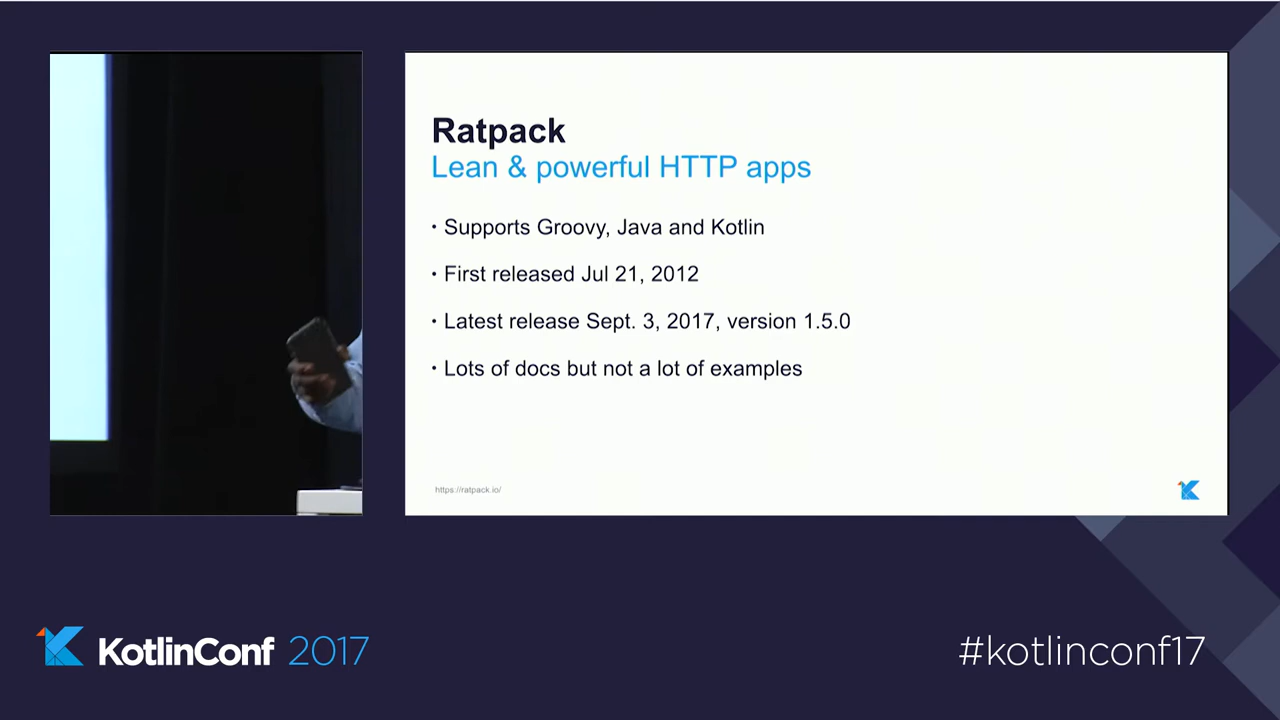 Ratpack
Lean & powerful HTTP apps
• Supports Groovy, Java and Kotlin
• First released Jul 21, 2012
• Latest release Sept. 3, 2017, version 1.5.0
• Lots of docs but not a lot of examples
https://ratpack.io/
KotlinConf 2017
#kotlinconf17